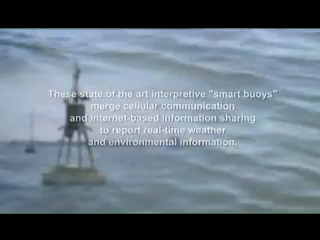 These state of the art interpretive "smart buoys"
merge cellular communication
and internet-based information sharing
to report real-time weather
and environmental information.